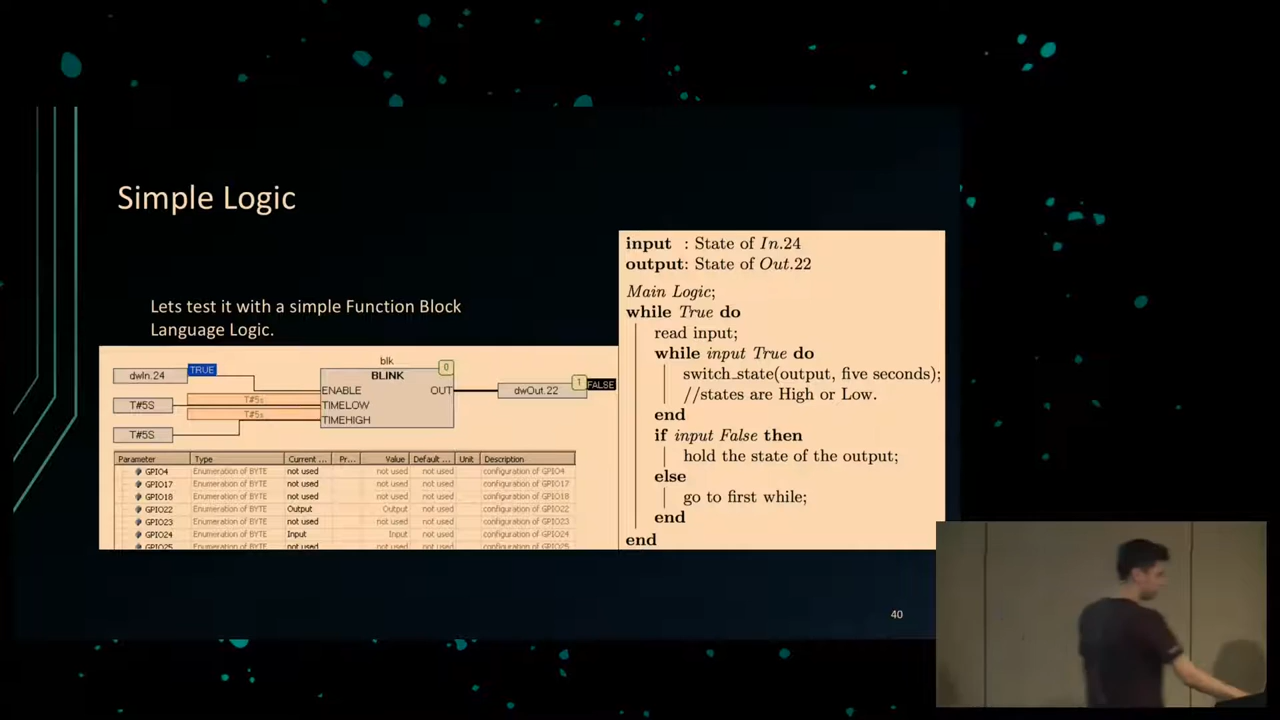 Simple Logic
Lets test it with a simple Function Block
Language Logic.
blk
BLINK
0
dwIn.24
TRUE
ENABLE
OUT
dwOut.22
1
FALSE
T#5S
T#5s
TIMELOW
T#5s
TIMEHIGH
T#5S
Parameter Type Current ... Pr... Value Default ... Unit Description
GPIO4 Enumeration of BYTE not used not used not used configuration of GPIO4
GPIO17 Enumeration of BYTE not used not used not used configuration of GPIO17
GPIO18 Enumeration of BYTE not used not used not used configuration of GPIO18
GPIO22 Enumeration of BYTE Output Output not used configuration of GPIO22
GPIO23 Enumeration of BYTE not used not used not used configuration of GPIO23
GPIO24 Enumeration of BYTE Input Input not used configuration of GPIO24
GPIO25 Enumeration of BYTE not used not used not used configuration of GPIO25
input : State of In.24
output: State of Out.22
Main Logic;
while True do
read input;
while input True do
switch_state(output, five seconds);
//states are High or Low.
end
if input False then
hold the state of the output;
else
go to first while;
end
end
40